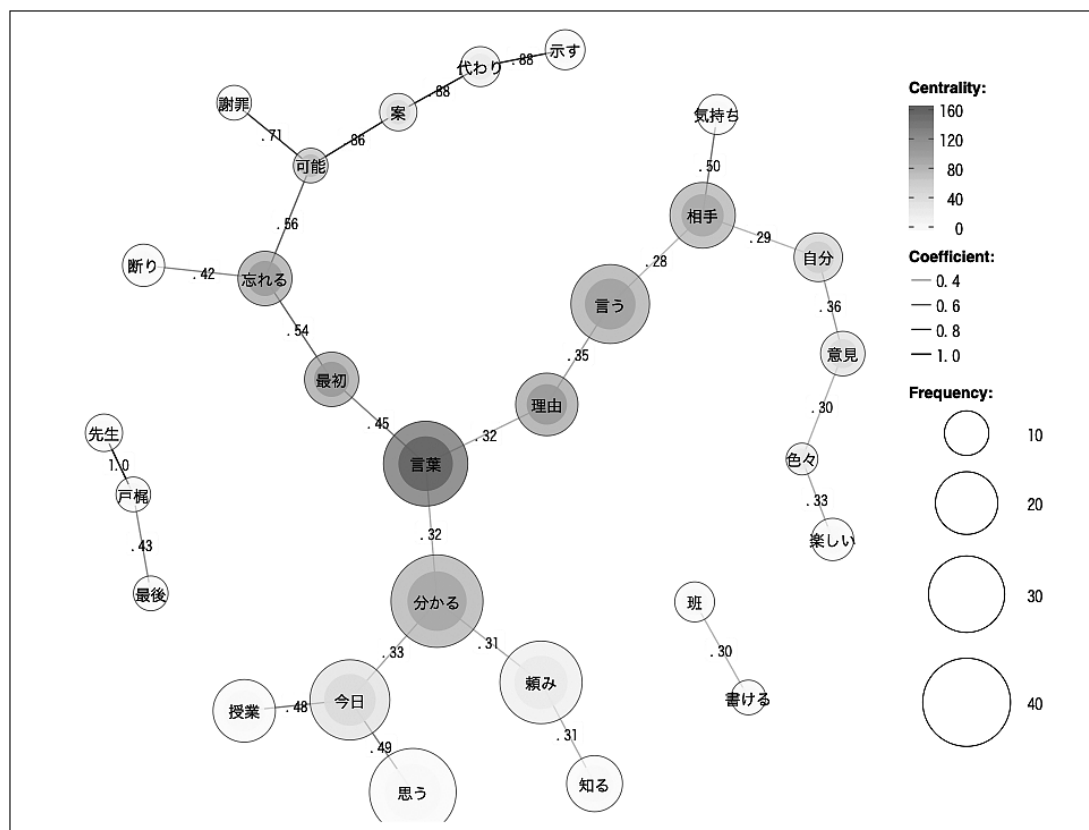 示す
.88
代わり
.88
謝罪
案
.71
.86
可能
.56
断り
.42
忘れる
.54
最初
.45
気持ち
.50
相手
.29
自分
.28
言う
.36
意見
.35
理由
.30
.32
色々
言葉
.33
楽しい
先生
1.0
戸梶
.43
最後
.32
分かる
.33
.31
今日
頼み
授業
.48
.49
.31
思う
知る
班
.30
書ける
Centrality:
160
120
80
40
0
Coefficient:
0.4
0.6
0.8
1.0
Frequency:
10
20
30
40